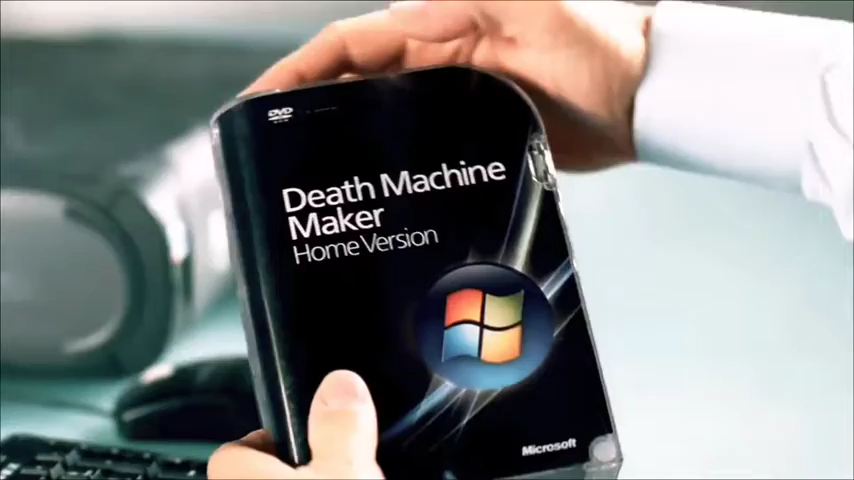 DVD
Death Machine
Maker
Home Version
Microsoft